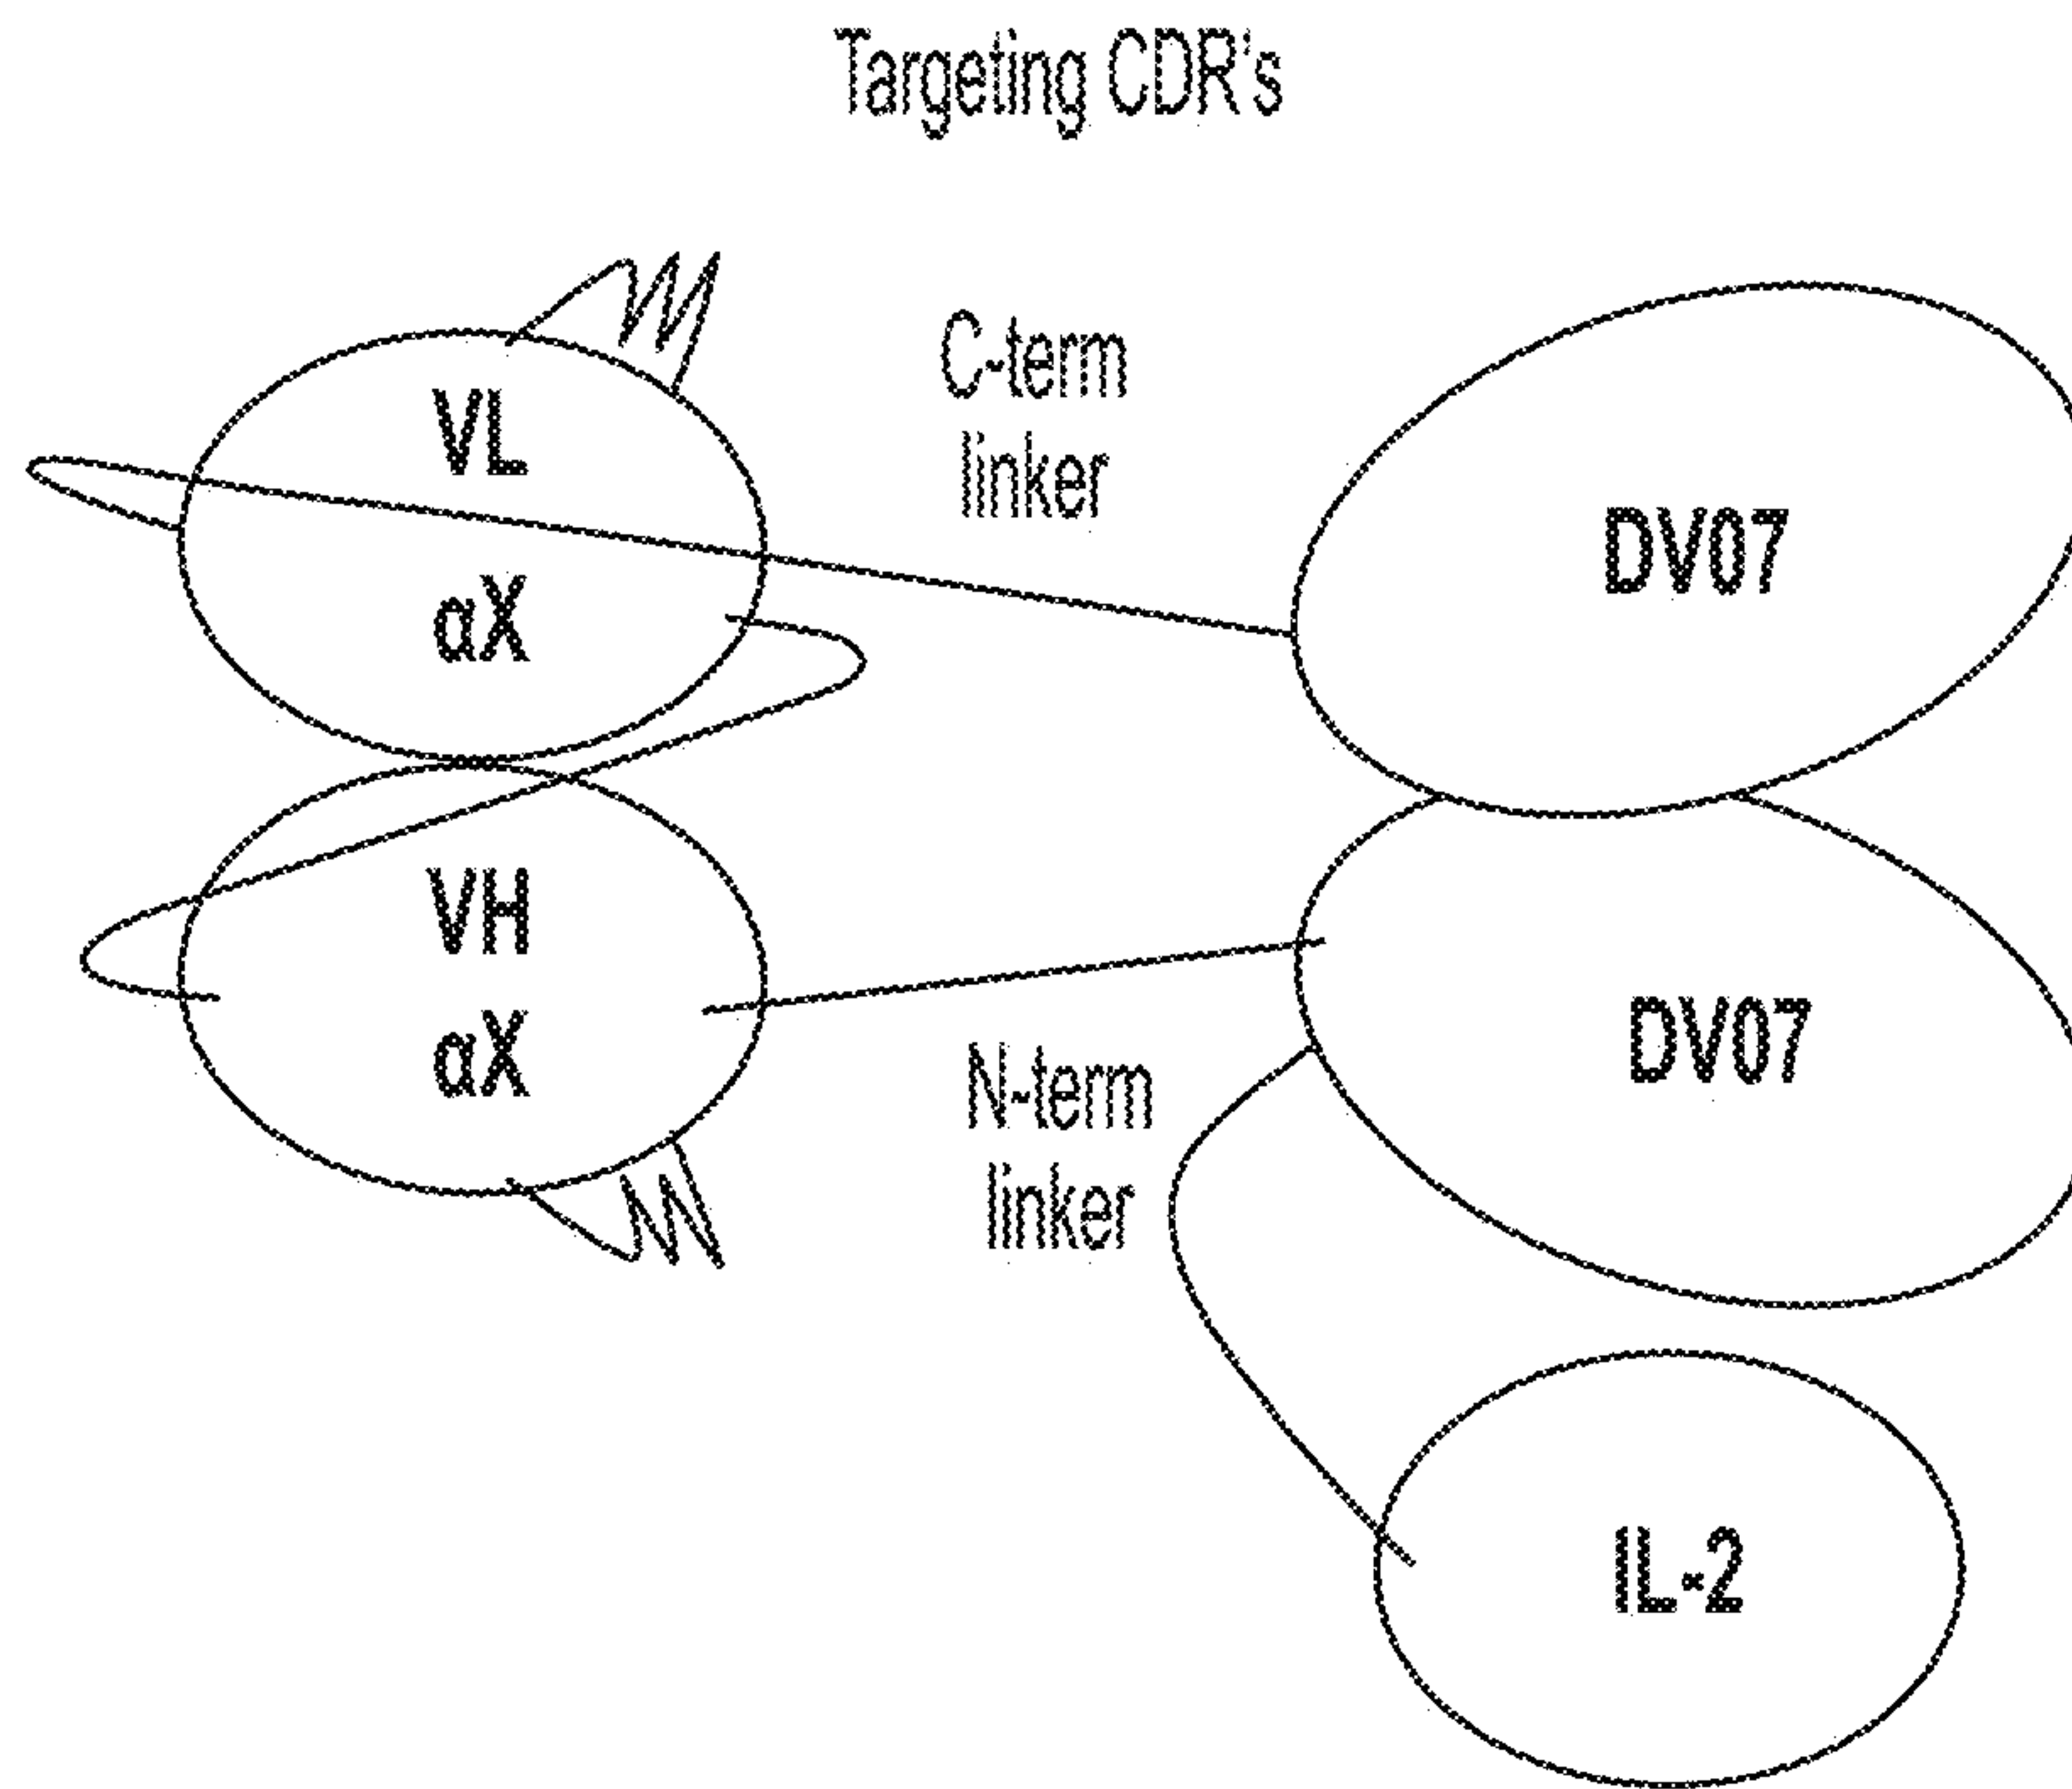 Targeting CDR's
C-term
linker
VL
αX
DV07
VH
αX
N-term
linker
DV07
IL-2